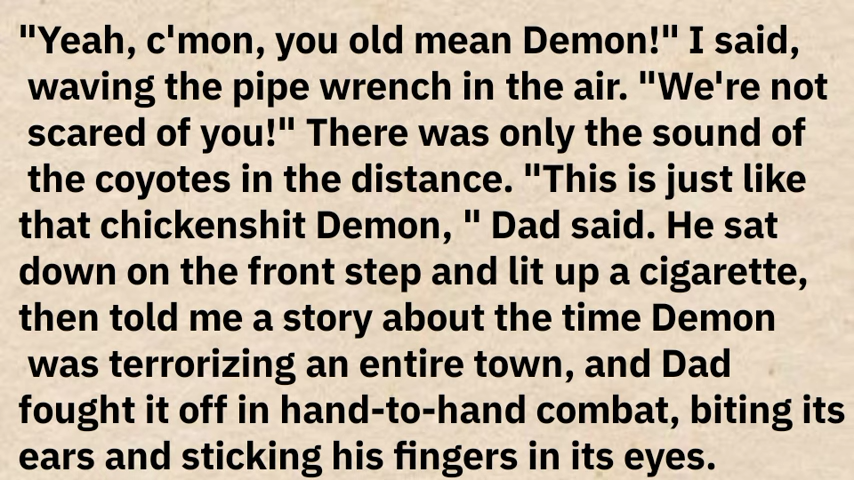 "Yeah, c'mon, you old mean Demon!" I said,
waving the pipe wrench in the air. "We're not
scared of you!" There was only the sound of
the coyotes in the distance. "This is just like
that chickenshit Demon, " Dad said. He sat
down on the front step and lit up a cigarette,
then told me a story about the time Demon
was terrorizing an entire town, and Dad
fought it off in hand-to-hand combat, biting its
ears and sticking his fingers in its eyes.